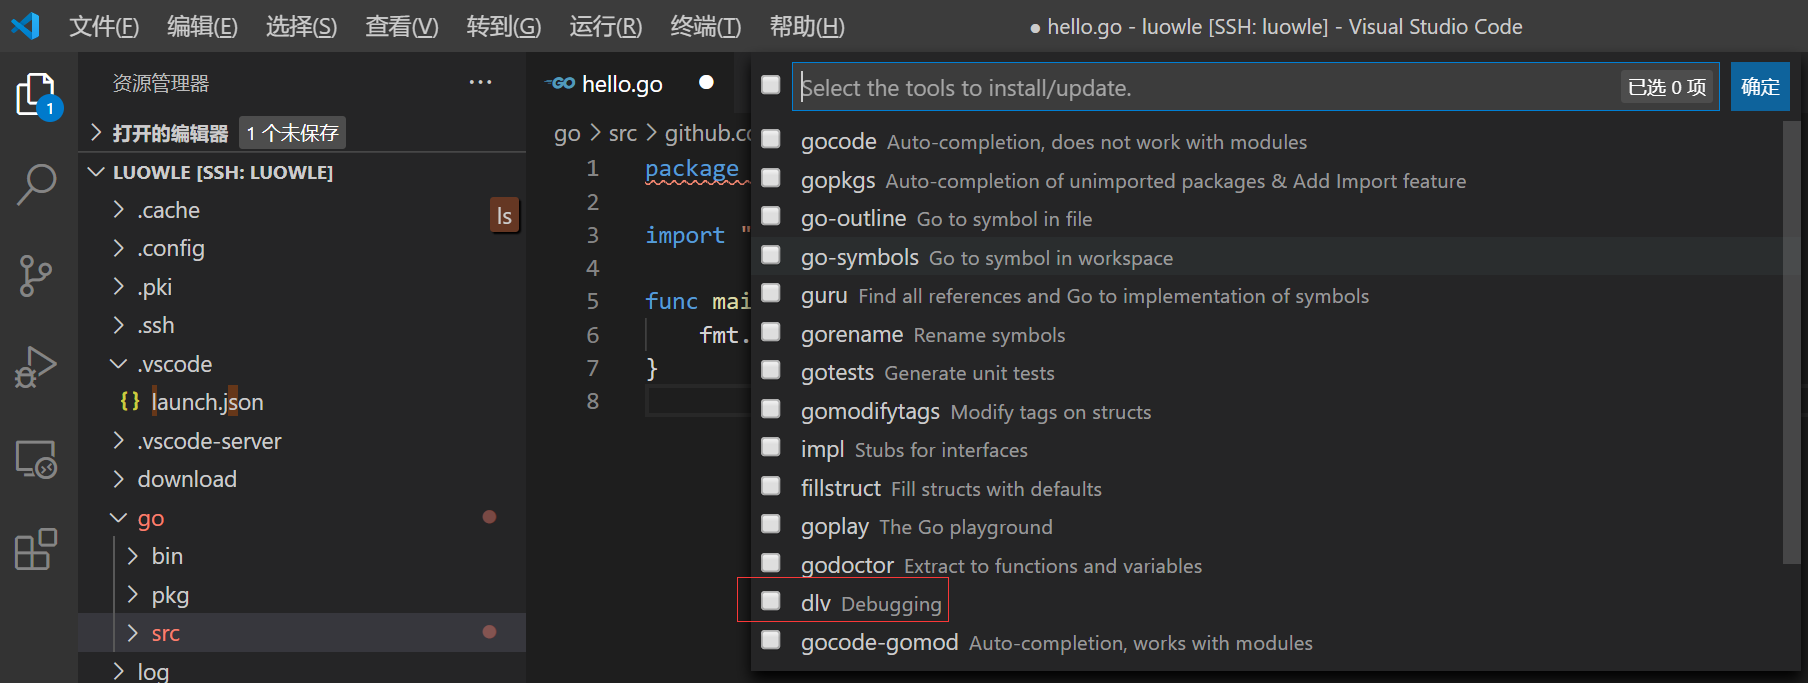 文件(F) 编辑(E) 选择(S) 查看(V) 转到(G) 运行(R) 终端(T) 帮助(H) ● hello.go - luowle [SSH: luowle] - Visual Studio Code
资源管理器 ···
1
打开的编辑器 1 个未保存
LUOWLE [SSH: LUOWLE]
.cache
ls
.config
.pki
.ssh
.vscode
{} launch.json
.vscode-server
download
go
bin
pkg
src
log
GO hello.go ●
go > src > github.co
1 package
2
3 import "
4
5 func mai
6 fmt.
7 }
8
Select the tools to install/update. 已选 0 项 确定
gocode Auto-completion, does not work with modules
gopkgs Auto-completion of unimported packages & Add Import feature
go-outline Go to symbol in file
go-symbols Go to symbol in workspace
guru Find all references and Go to implementation of symbols
gorename Rename symbols
gotests Generate unit tests
gomodifytags Modify tags on structs
impl Stubs for interfaces
fillstruct Fill structs with defaults
goplay The Go playground
godoctor Extract to functions and variables
dlv Debugging
gocode-gomod Auto-completion, works with modules